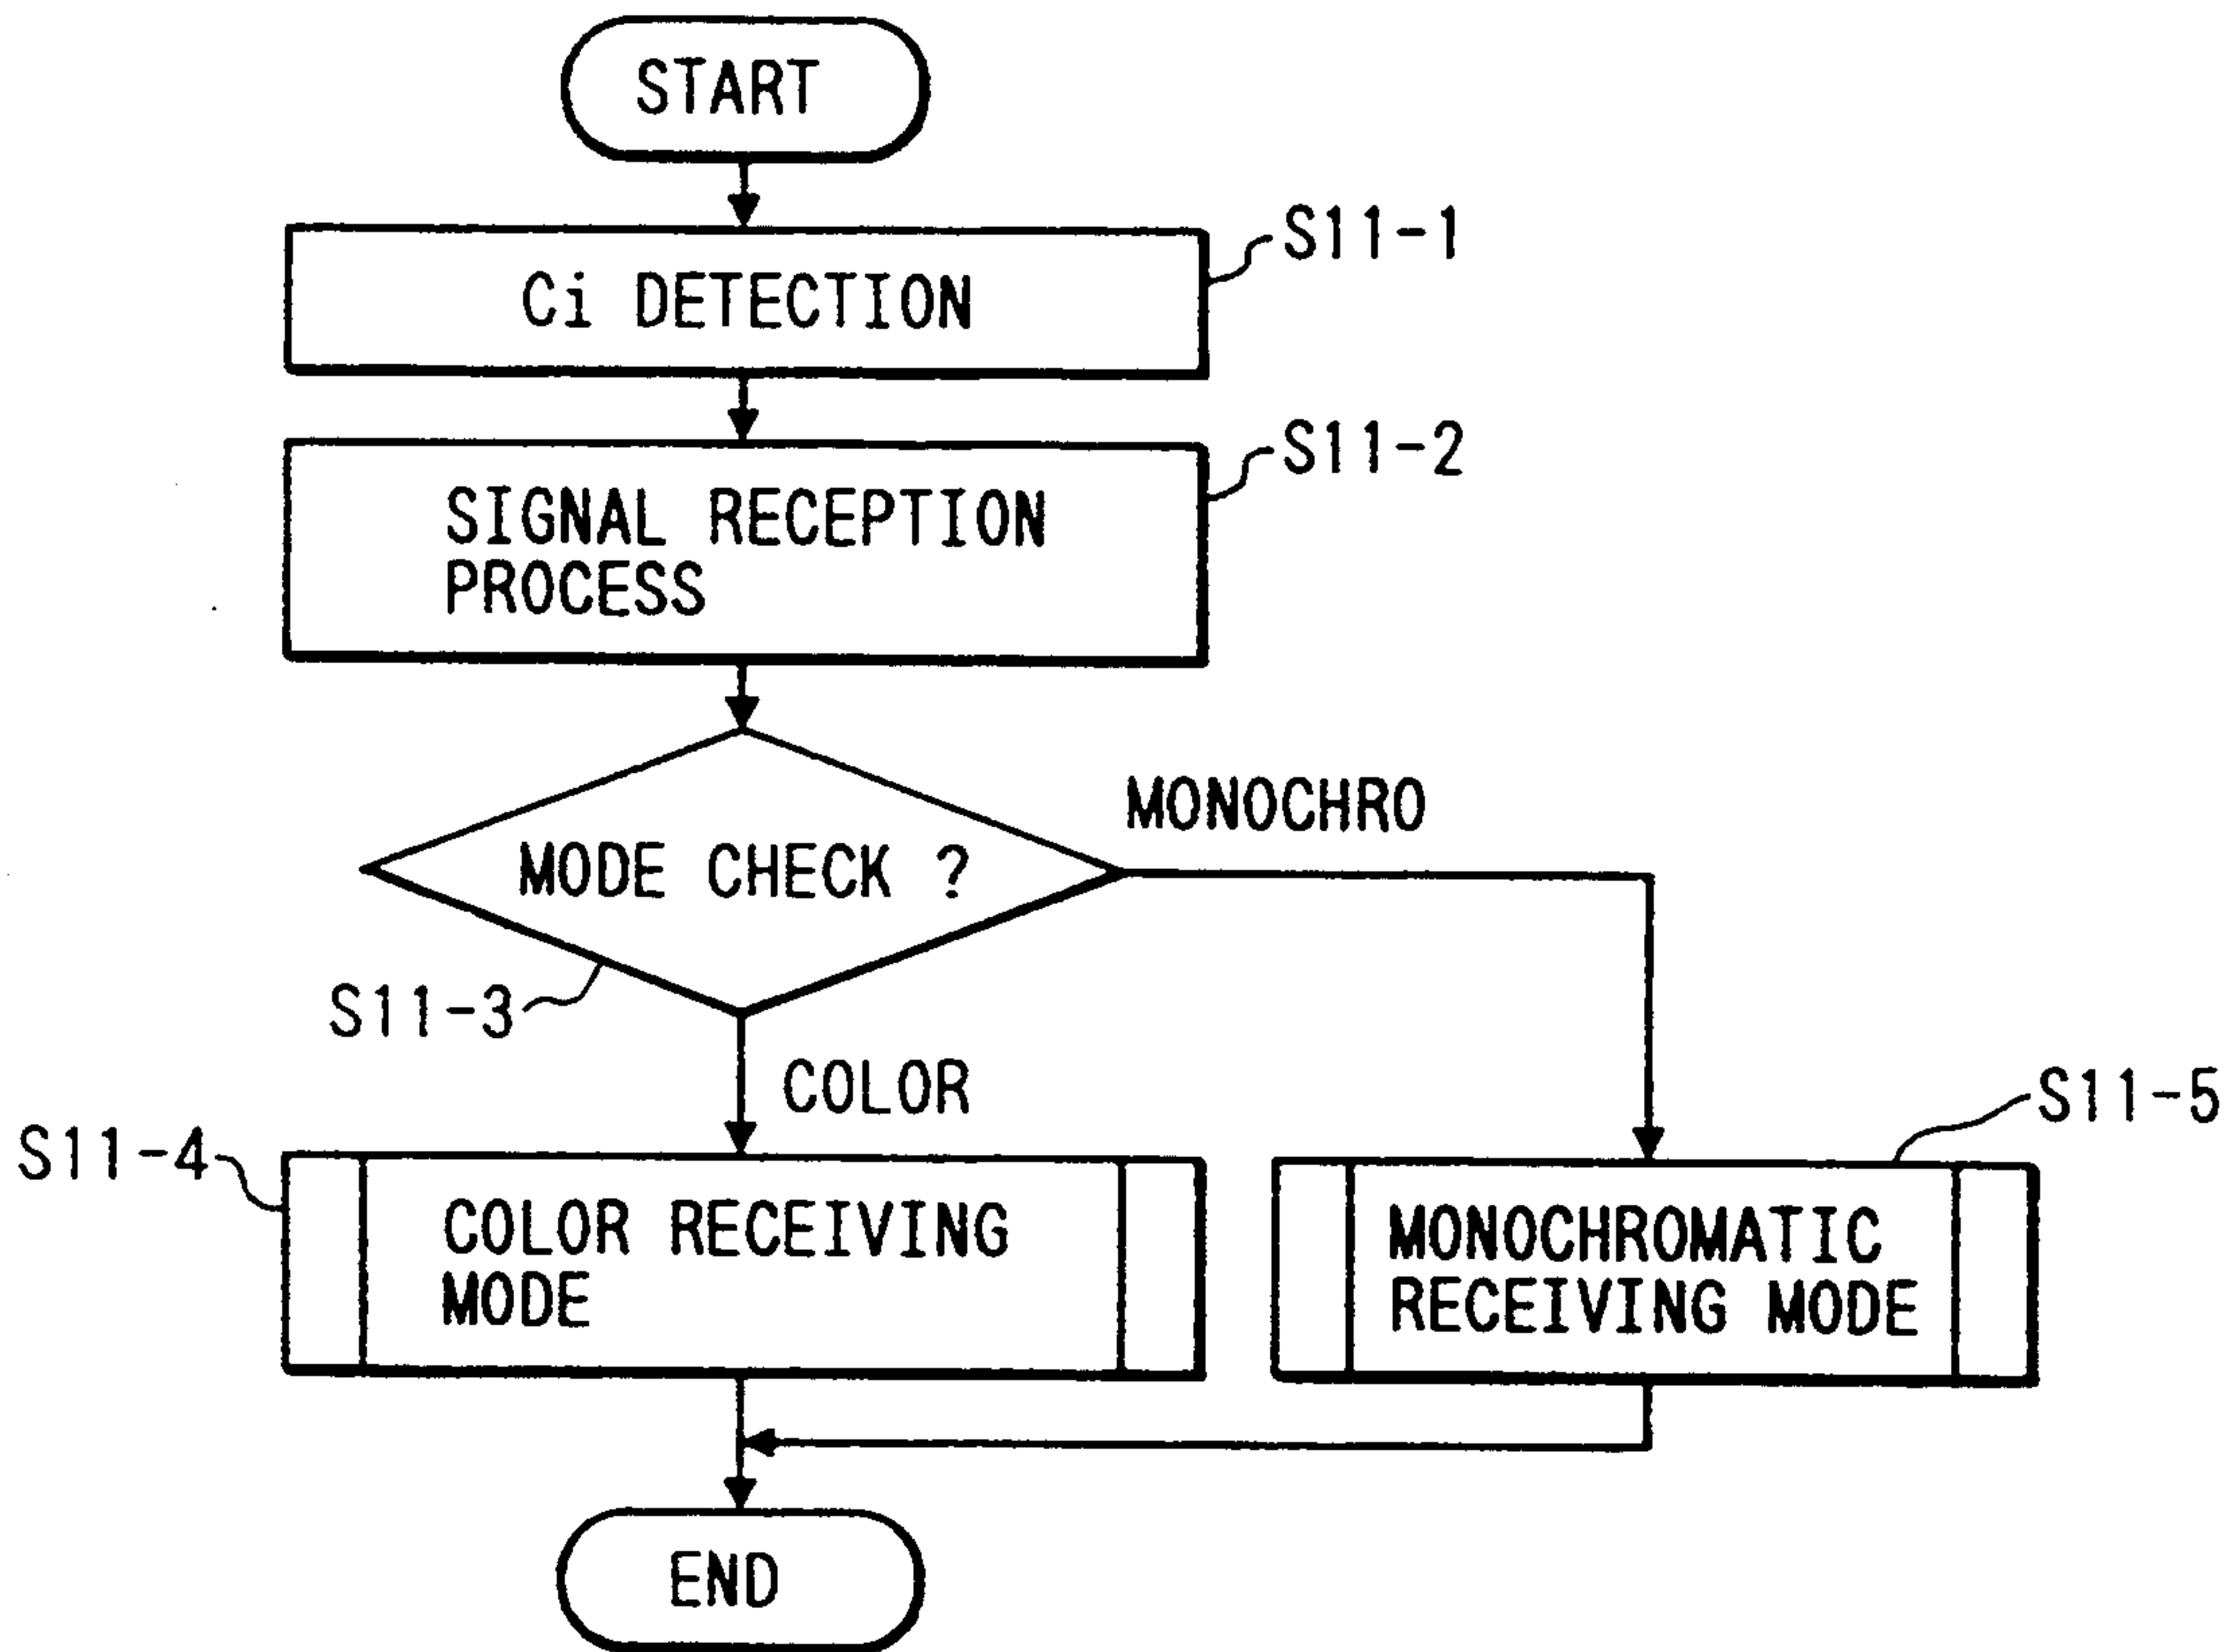 START
S11-1
Ci DETECTION
S11-2
SIGNAL RECEPTION
PROCESS
MONOCHRO
MODE CHECK ?
S11-3
COLOR
S11-5
S11-4
COLOR RECEIVING
MODE
MONOCHROMATIC
RECEIVING MODE
END